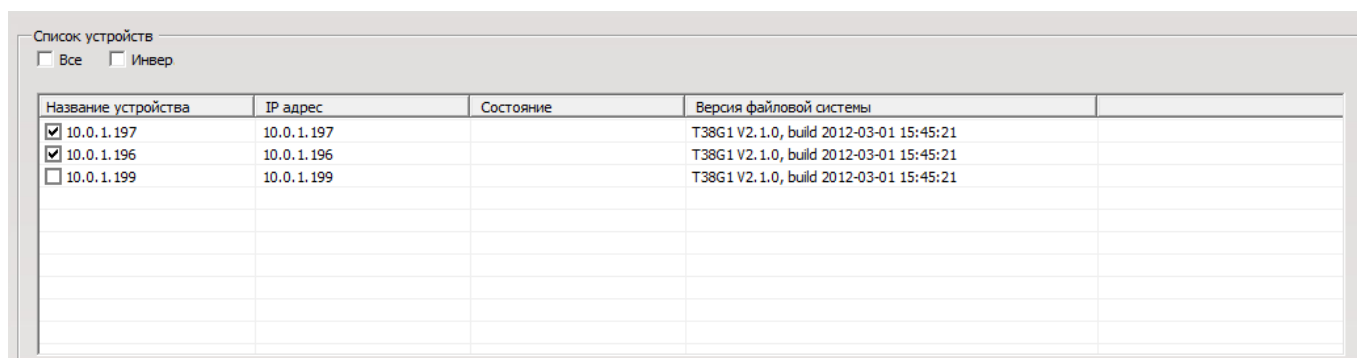 Список устройств
Все Инвер
Название устройства IP адрес Состояние Версия файловой системы
10.0.1.197 10.0.1.197 T38G1 V2.1.0, build 2012-03-01 15:45:21
10.0.1.196 10.0.1.196 T38G1 V2.1.0, build 2012-03-01 15:45:21
10.0.1.199 10.0.1.199 T38G1 V2.1.0, build 2012-03-01 15:45:21